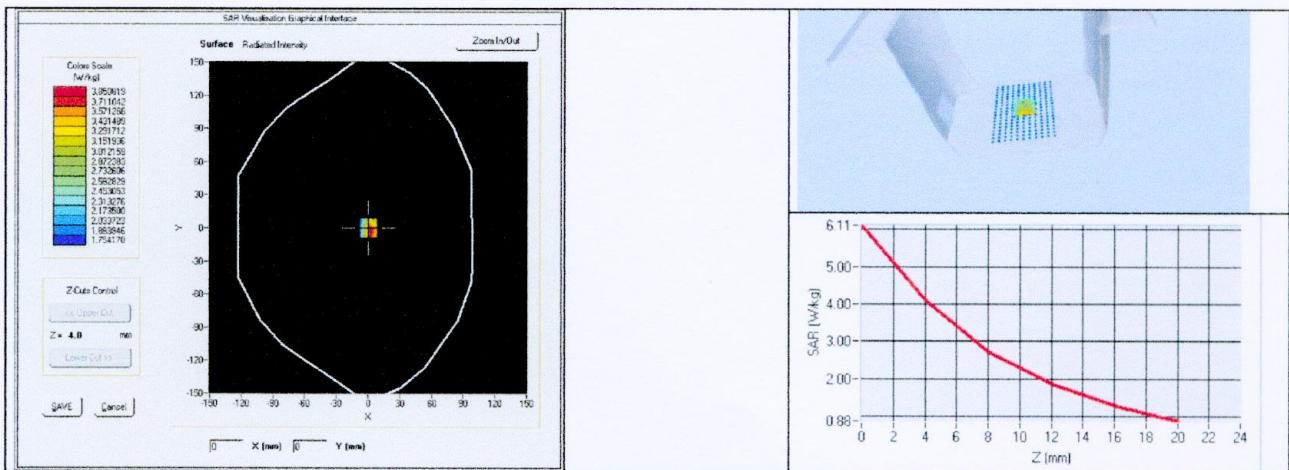 SAR Visualisation Graphical Interface
Surface Radiated Intensity
Zoom In/Out
Colors Scale
(W/kg)
3.850819
3.711042
3.571266
3.431489
3.291712
3.151936
3.012159
2.872383
2.732606
2.592829
2.453053
2.313276
2.173500
2.033723
1.893946
1.754170
Z-Cuts Control
<< Upper Cut
Z = 4.0 mm
Lower Cut >>
SAVE Cancel
150
120
90
60
30
Y 0
-30
-60
-90
-120
-150
-150 -120 -90 -60 -30 0 30 60 90 120 150
X
0 X (mm) 0 Y (mm)
6.11
5.00
4.00
3.00
2.00
0.88
SAR (W/kg)
0 2 4 6 8 10 12 14 16 18 20 22 24
Z (mm)